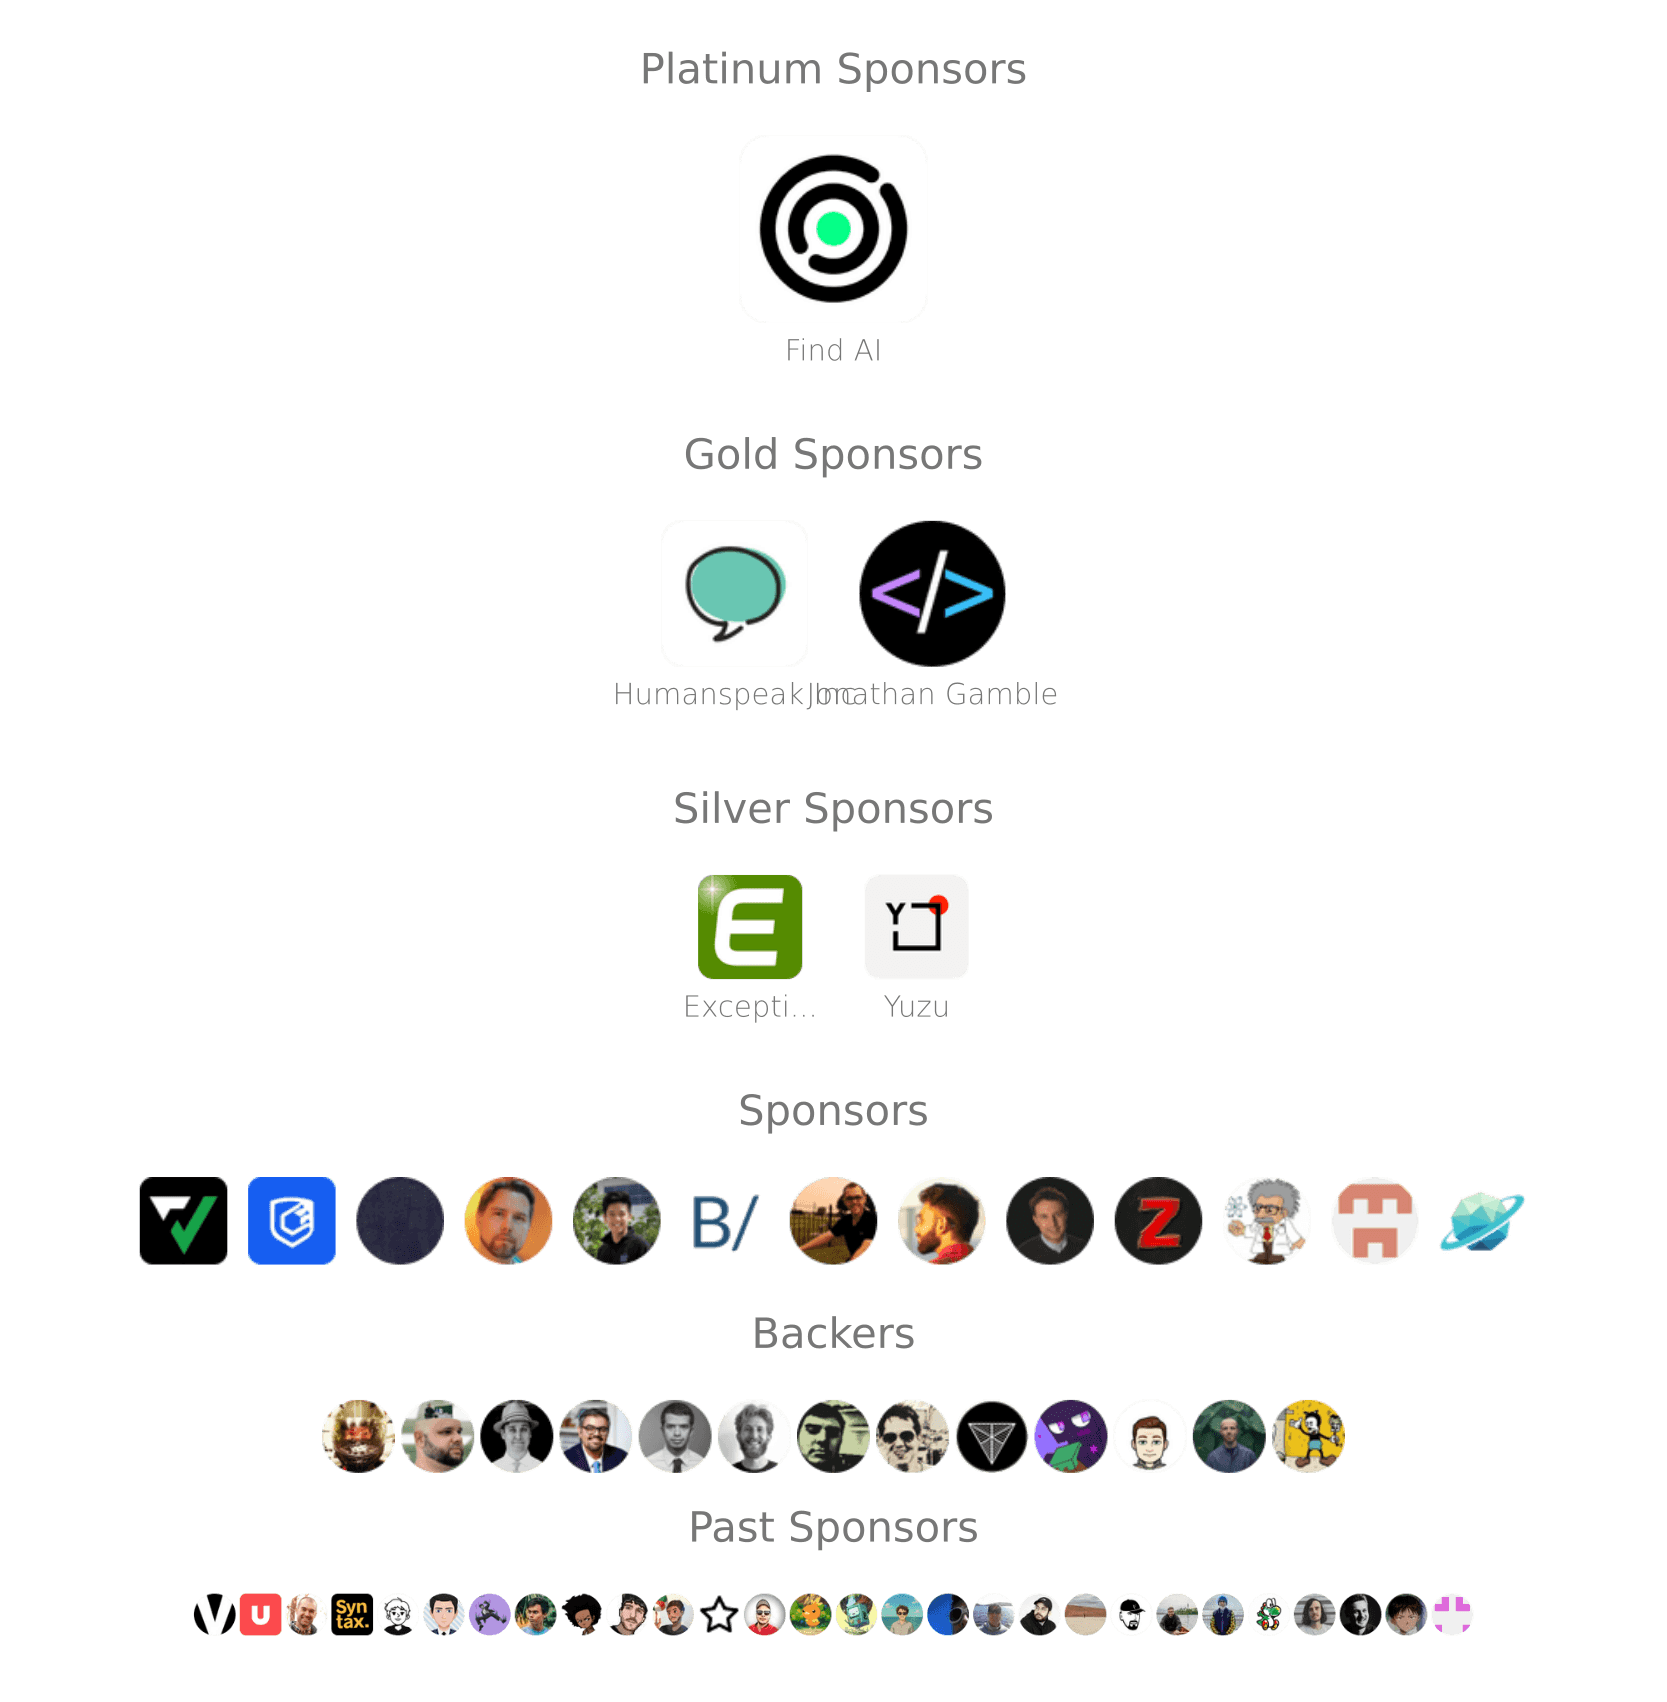 Platinum Sponsors
Find AI
Gold Sponsors
Humanspeak Inc
Jonathan Gamble
Silver Sponsors
E
Y
Excepti...
Yuzu
Sponsors
B/
Z
Backers
Past Sponsors
V
U
Syn
tax.